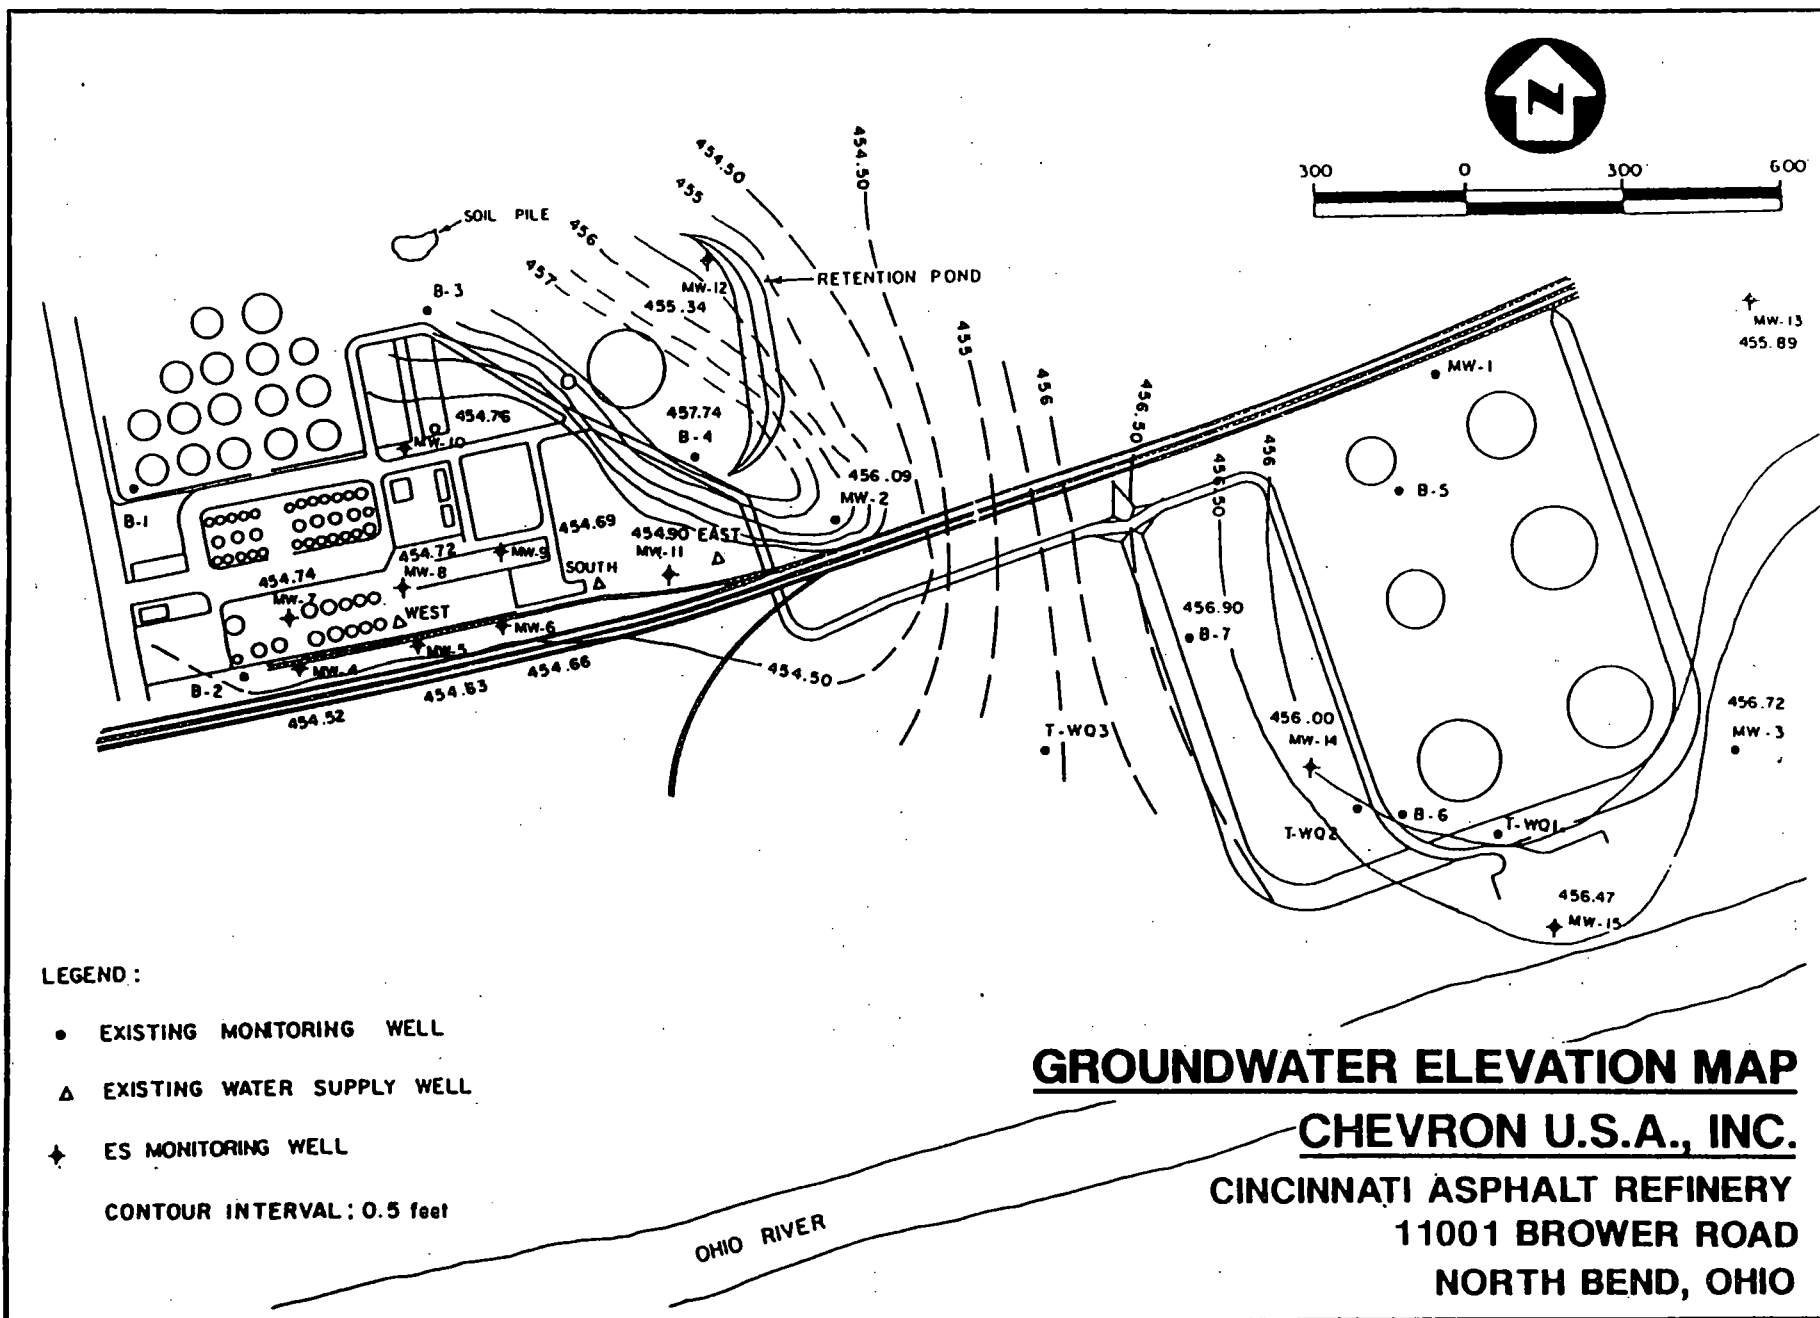 N
300 0 300 600
454.50
454.50
455
456
457
SOIL PILE
RETENTION POND
B-3
MW-12
455.34
MW-13
455.89
455
456
456.50
456.50
456
MW-1
454.76
MW-10
457.74
B-4
456.09
MW-2
B-5
B-1
454.69
454.90 EAST
MW-11
454.72
MW-8
MW-9
SOUTH
454.74
MW-7
WEST
MW-6
MW-5
MW-4
B-2
454.52
454.63
454.66
454.50
456.90
B-7
T-WQ3
456.00
MW-14
456.72
MW-3
T-WQ2
B-6
T-WQ1
456.47
MW-15
LEGEND:
EXISTING MONITORING WELL
EXISTING WATER SUPPLY WELL
ES MONITORING WELL
CONTOUR INTERVAL: 0.5 feet
OHIO RIVER
GROUNDWATER ELEVATION MAP
CHEVRON U.S.A., INC.
CINCINNATI ASPHALT REFINERY
11001 BROWER ROAD
NORTH BEND, OHIO